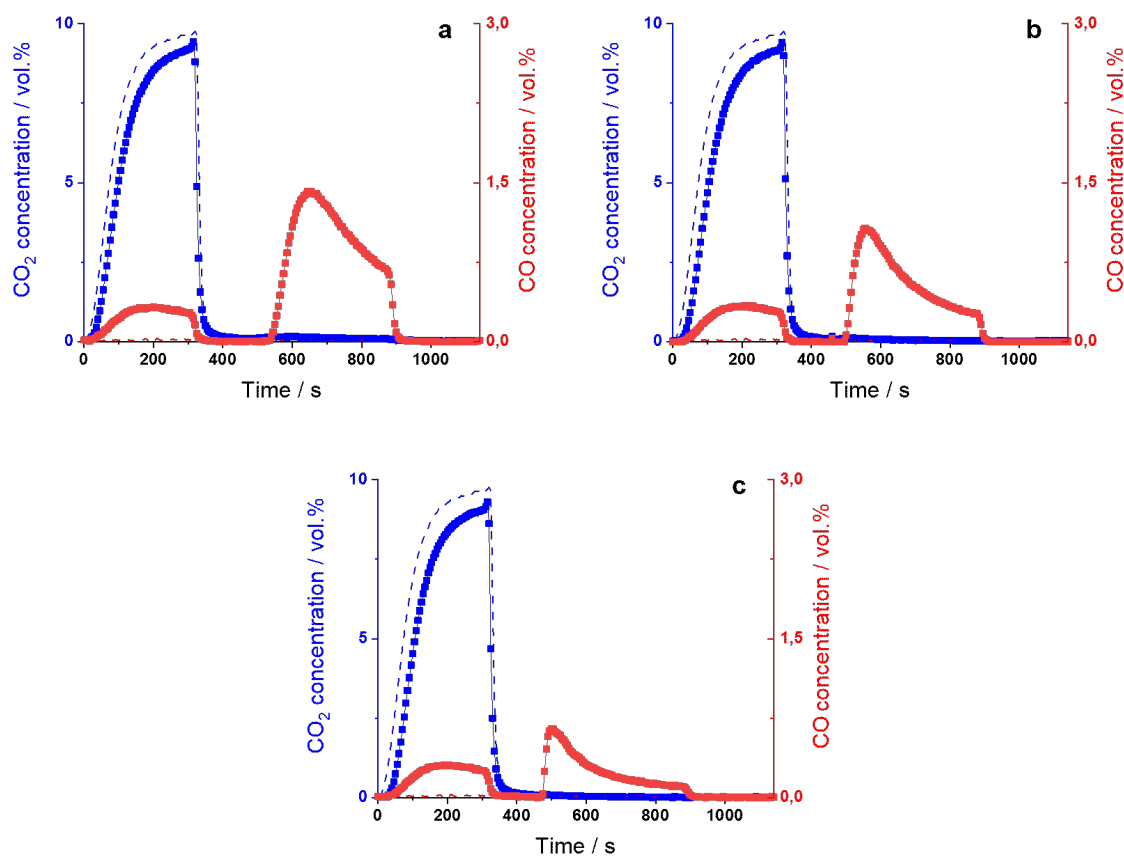 a
10
5
0
CO₂ concentration / vol.%
3,0
1,5
0,0
CO concentration / vol.%
0 200 400 600 800 1000
Time / s
b
10
5
0
CO₂ concentration / vol.%
3,0
1,5
0,0
CO concentration / vol.%
0 200 400 600 800 1000
Time / s
c
10
5
0
CO₂ concentration / vol.%
3,0
1,5
0,0
CO concentration / vol.%
0 200 400 600 800 1000
Time / s